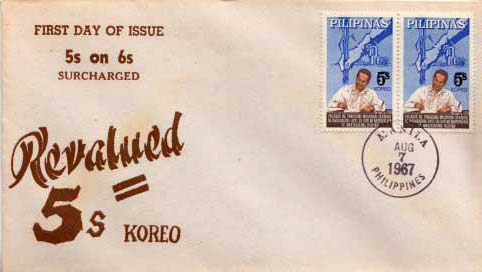 FIRST DAY OF ISSUE
5s on 6s
SURCHARGED
PILIPINAS
5s
KOREO
PILIPINAS
5s
KOREO
MANILA
AUG
7
1967
PHILIPPINES
Revalued
=
5s KOREO